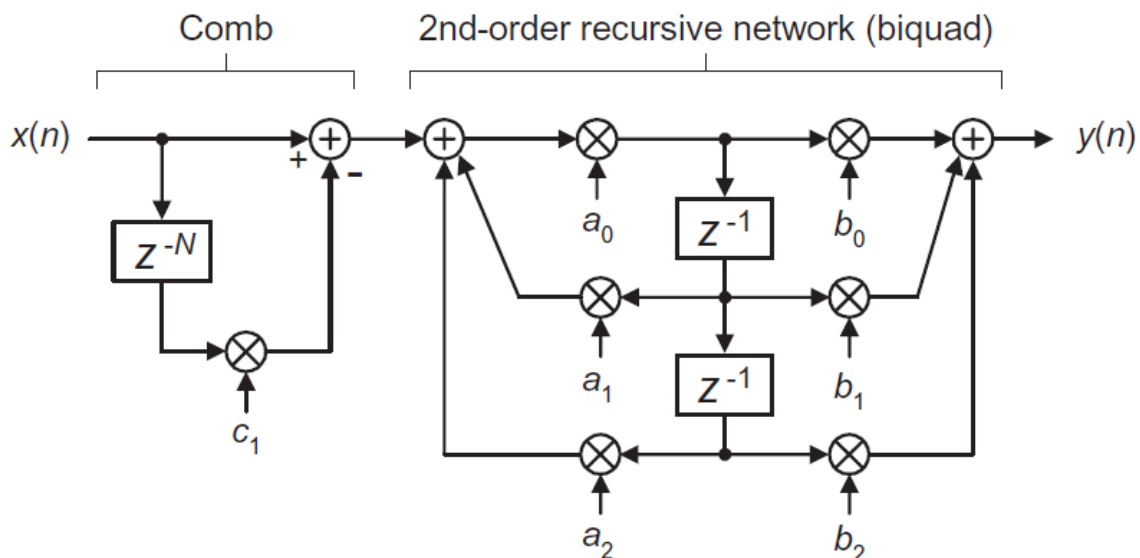 Comb
2nd-order recursive network (biquad)
x(n)
+
-
y(n)
z⁻ᴺ
a₀
z⁻¹
b₀
a₁
b₁
c₁
z⁻¹
a₂
b₂